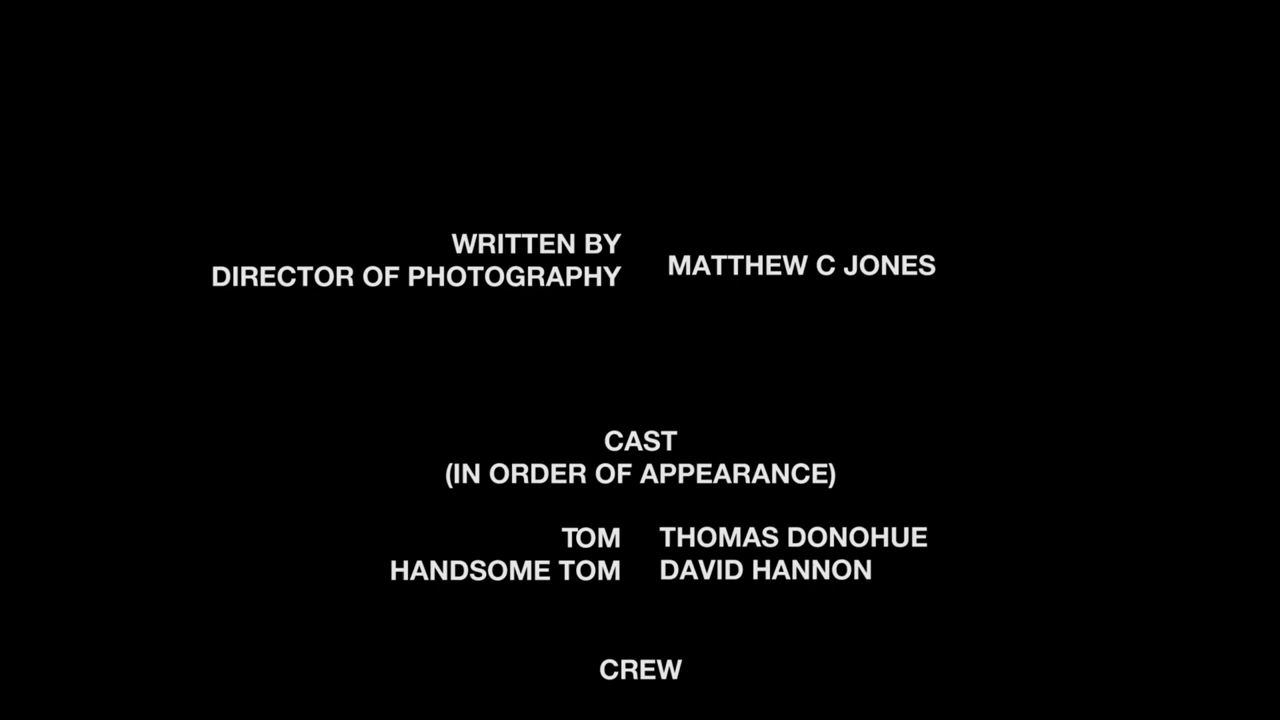 WRITTEN BY
DIRECTOR OF PHOTOGRAPHY
MATTHEW C JONES
CAST
(IN ORDER OF APPEARANCE)
TOM THOMAS DONOHUE
HANDSOME TOM DAVID HANNON
CREW